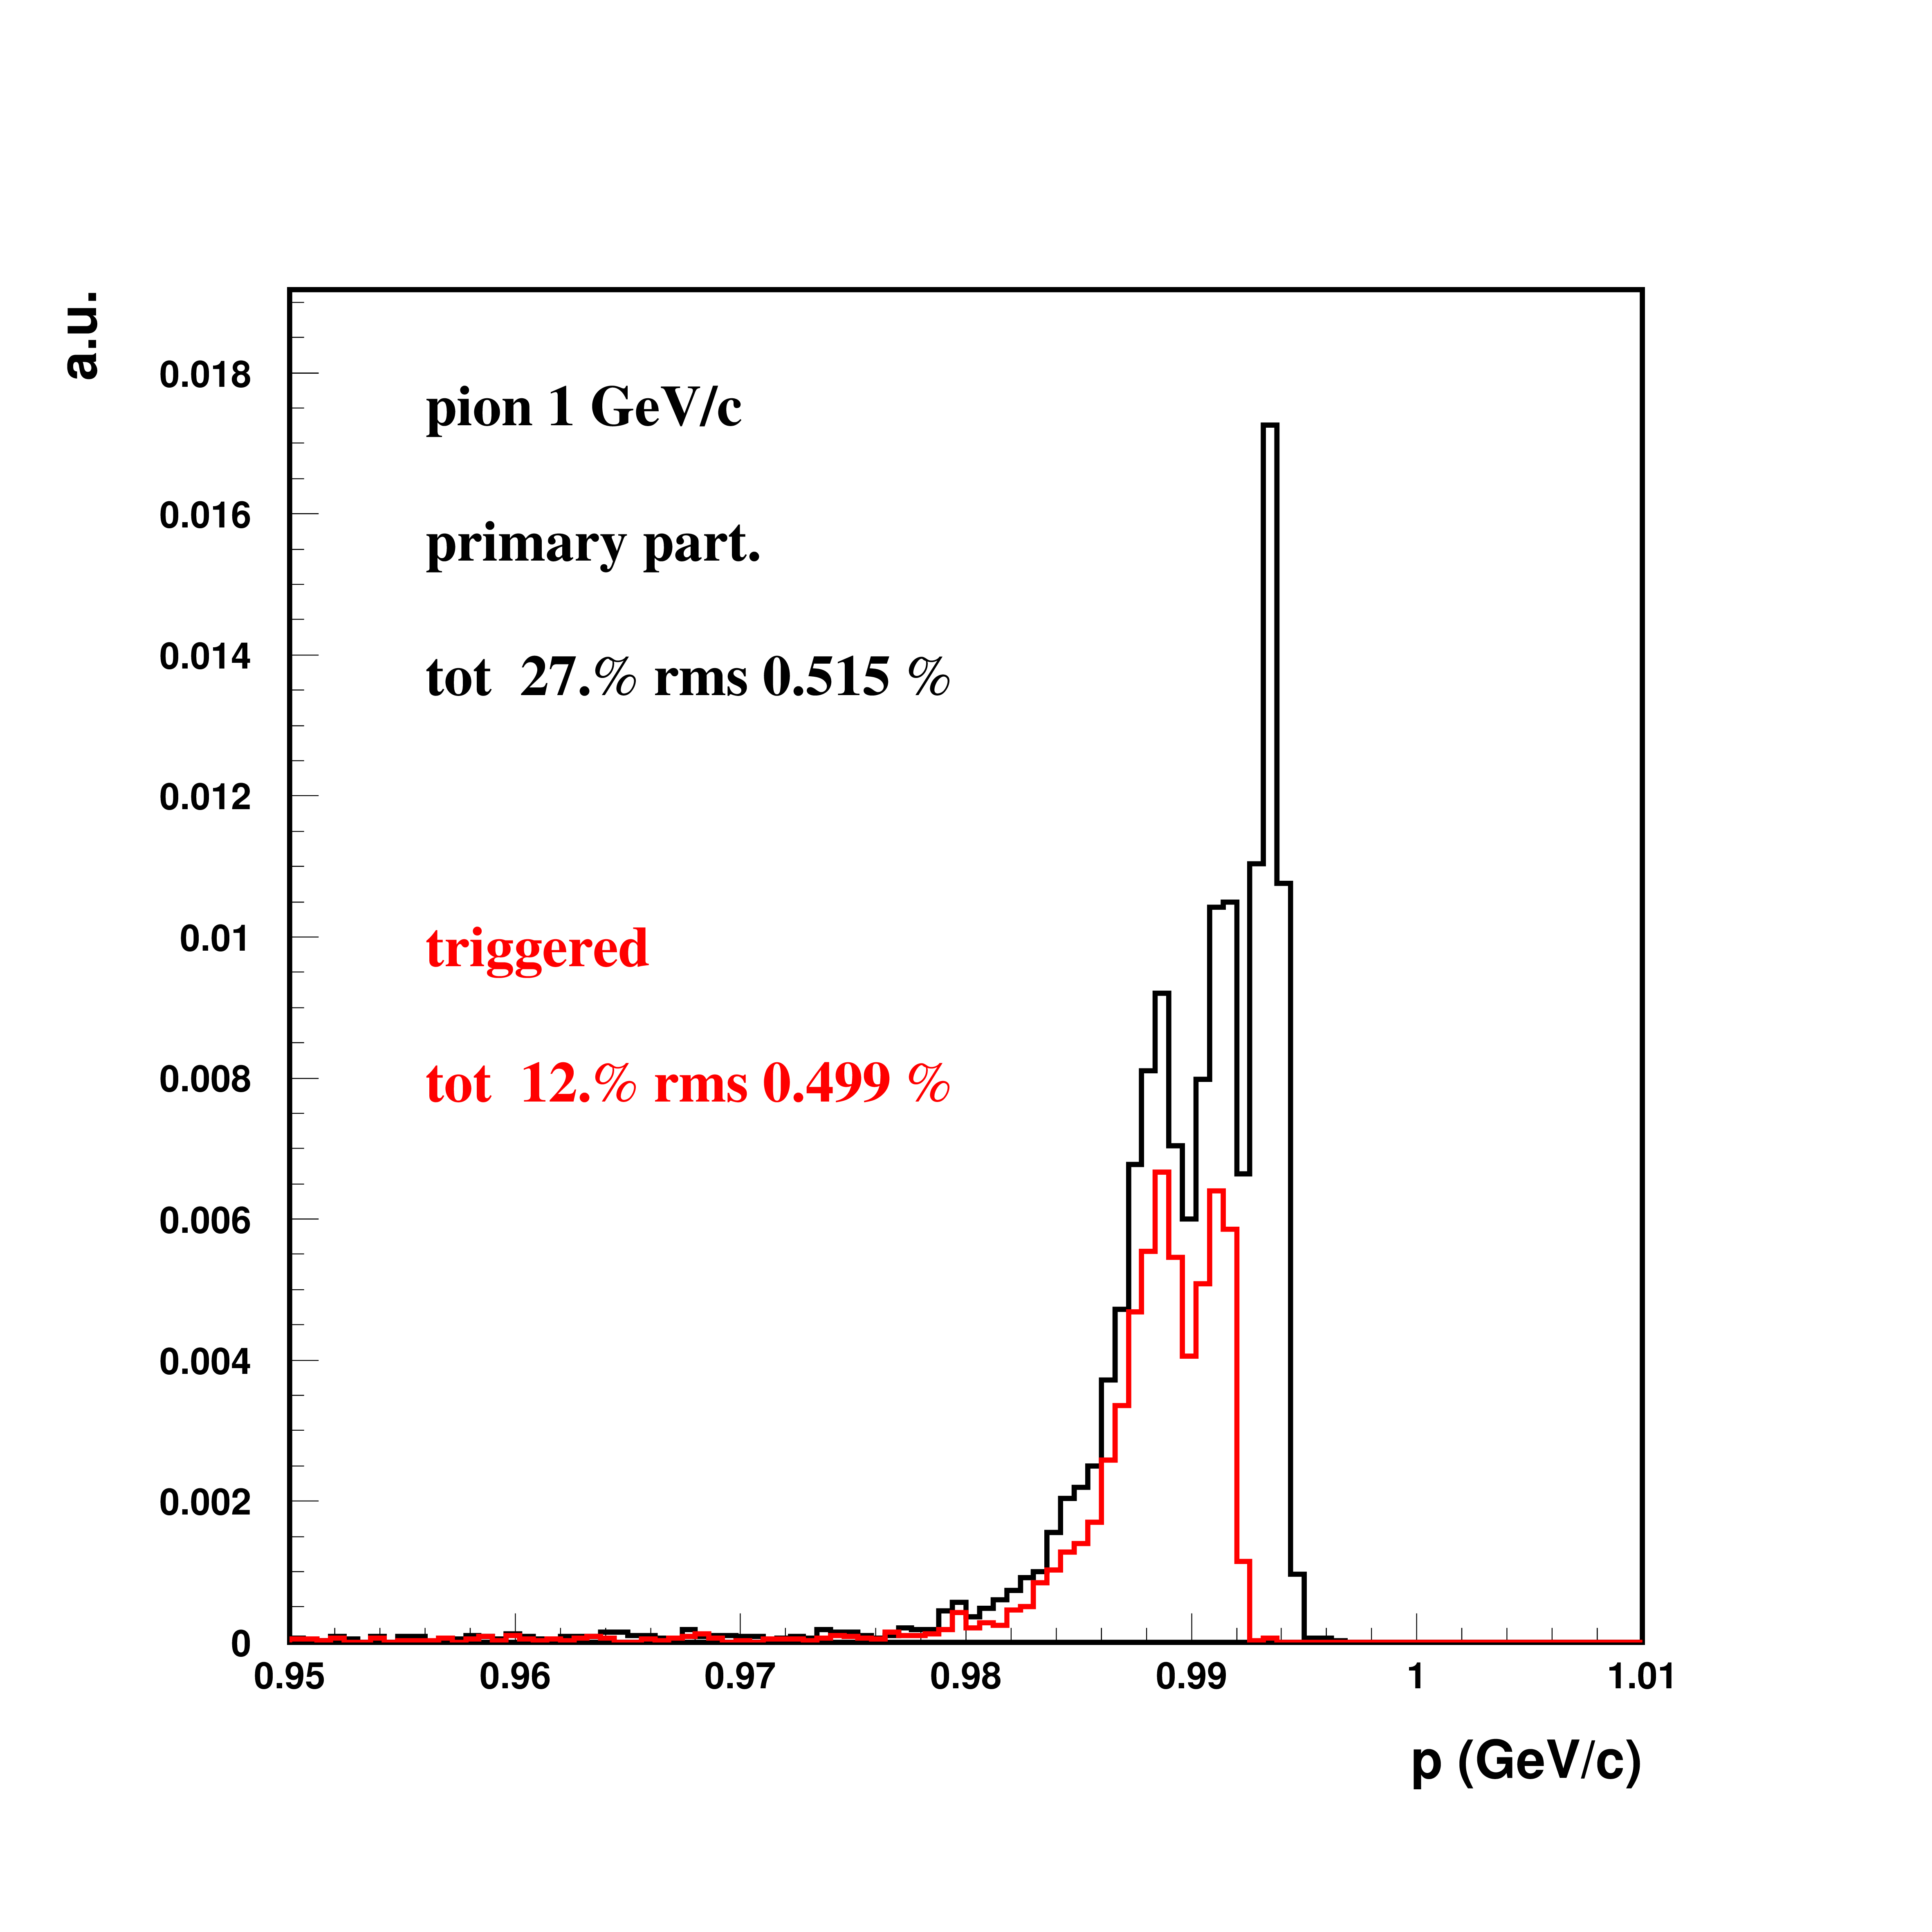 a.u.
0.018
0.016
0.014
0.012
0.01
0.008
0.006
0.004
0.002
0
pion 1 GeV/c
primary part.
tot 27.% rms 0.515 %
triggered
tot 12.% rms 0.499 %
0.95 0.96 0.97 0.98 0.99 1 1.01
p (GeV/c)